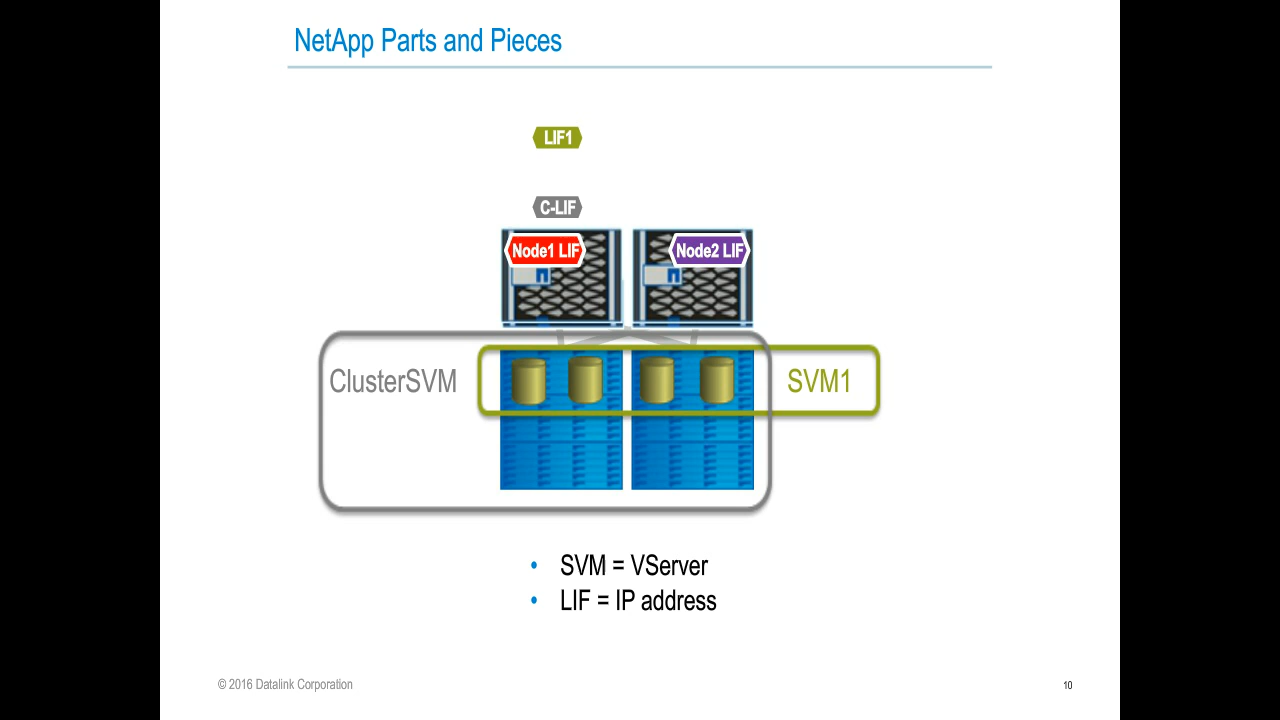 NetApp Parts and Pieces
LIF1
C-LIF
Node1 LIF
Node2 LIF
ClusterSVM
SVM1
• SVM = VServer
• LIF = IP address
© 2016 Datalink Corporation
10